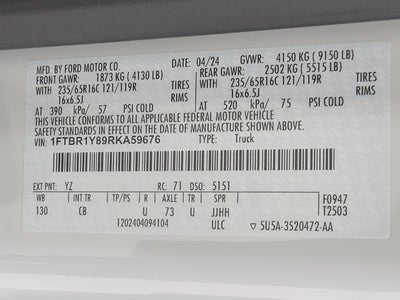 MFD. BY FORD MOTOR CO. 04/24 GVWR: 4150 KG ( 9150 LB)
FRONT GAWR: 1873 KG ( 4130 LB) REAR GAWR: 2502 KG ( 5515 LB)
WITH 235/65R16C 121/119R TIRES WITH 235/65R16C 121/119R TIRES
16x6.5J RIMS 16x6.5J RIMS
AT 390 kPa/ 57 PSI COLD AT 520 kPa/ 75 PSI COLD
THIS VEHICLE CONFORMS TO ALL APPLICABLE FEDERAL MOTOR VEHICLE
SAFETY STANDARDS IN EFFECT ON THE DATE OF MANUFACTURE SHOWN ABOVE.
VIN: 1FTBR1Y89RKA59676 TYPE: Truck
EXT PNT: YZ RC: 71 DSO: 5151
WB INT TR TP/PS R AXLE TR SPR F0947
130 CB U 73 U JJHH T2503
1202404094104 ULC 5U5A-3520472-AA